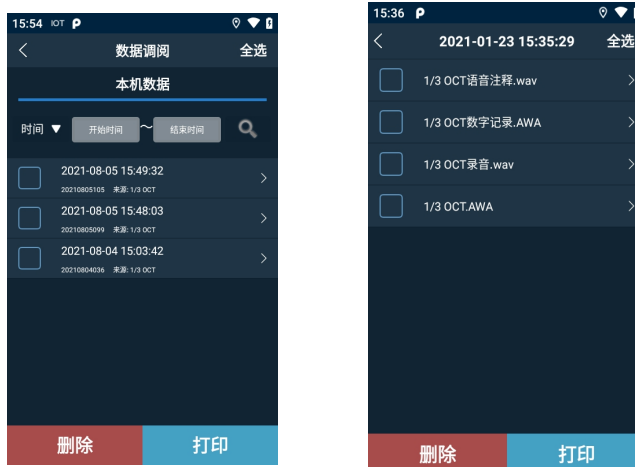 15:54 IOT
数据调阅 全选
本机数据
时间 ▼ 开始时间 ～ 结束时间
2021-08-05 15:49:32
20210805105 来源: 1/3 OCT
2021-08-05 15:48:03
20210805099 来源: 1/3 OCT
2021-08-04 15:03:42
20210804036 来源: 1/3 OCT
删除 打印
15:36
2021-01-23 15:35:29 全选
1/3 OCT语音注释.wav
1/3 OCT数字记录.AWA
1/3 OCT录音.wav
1/3 OCT.AWA
删除 打印